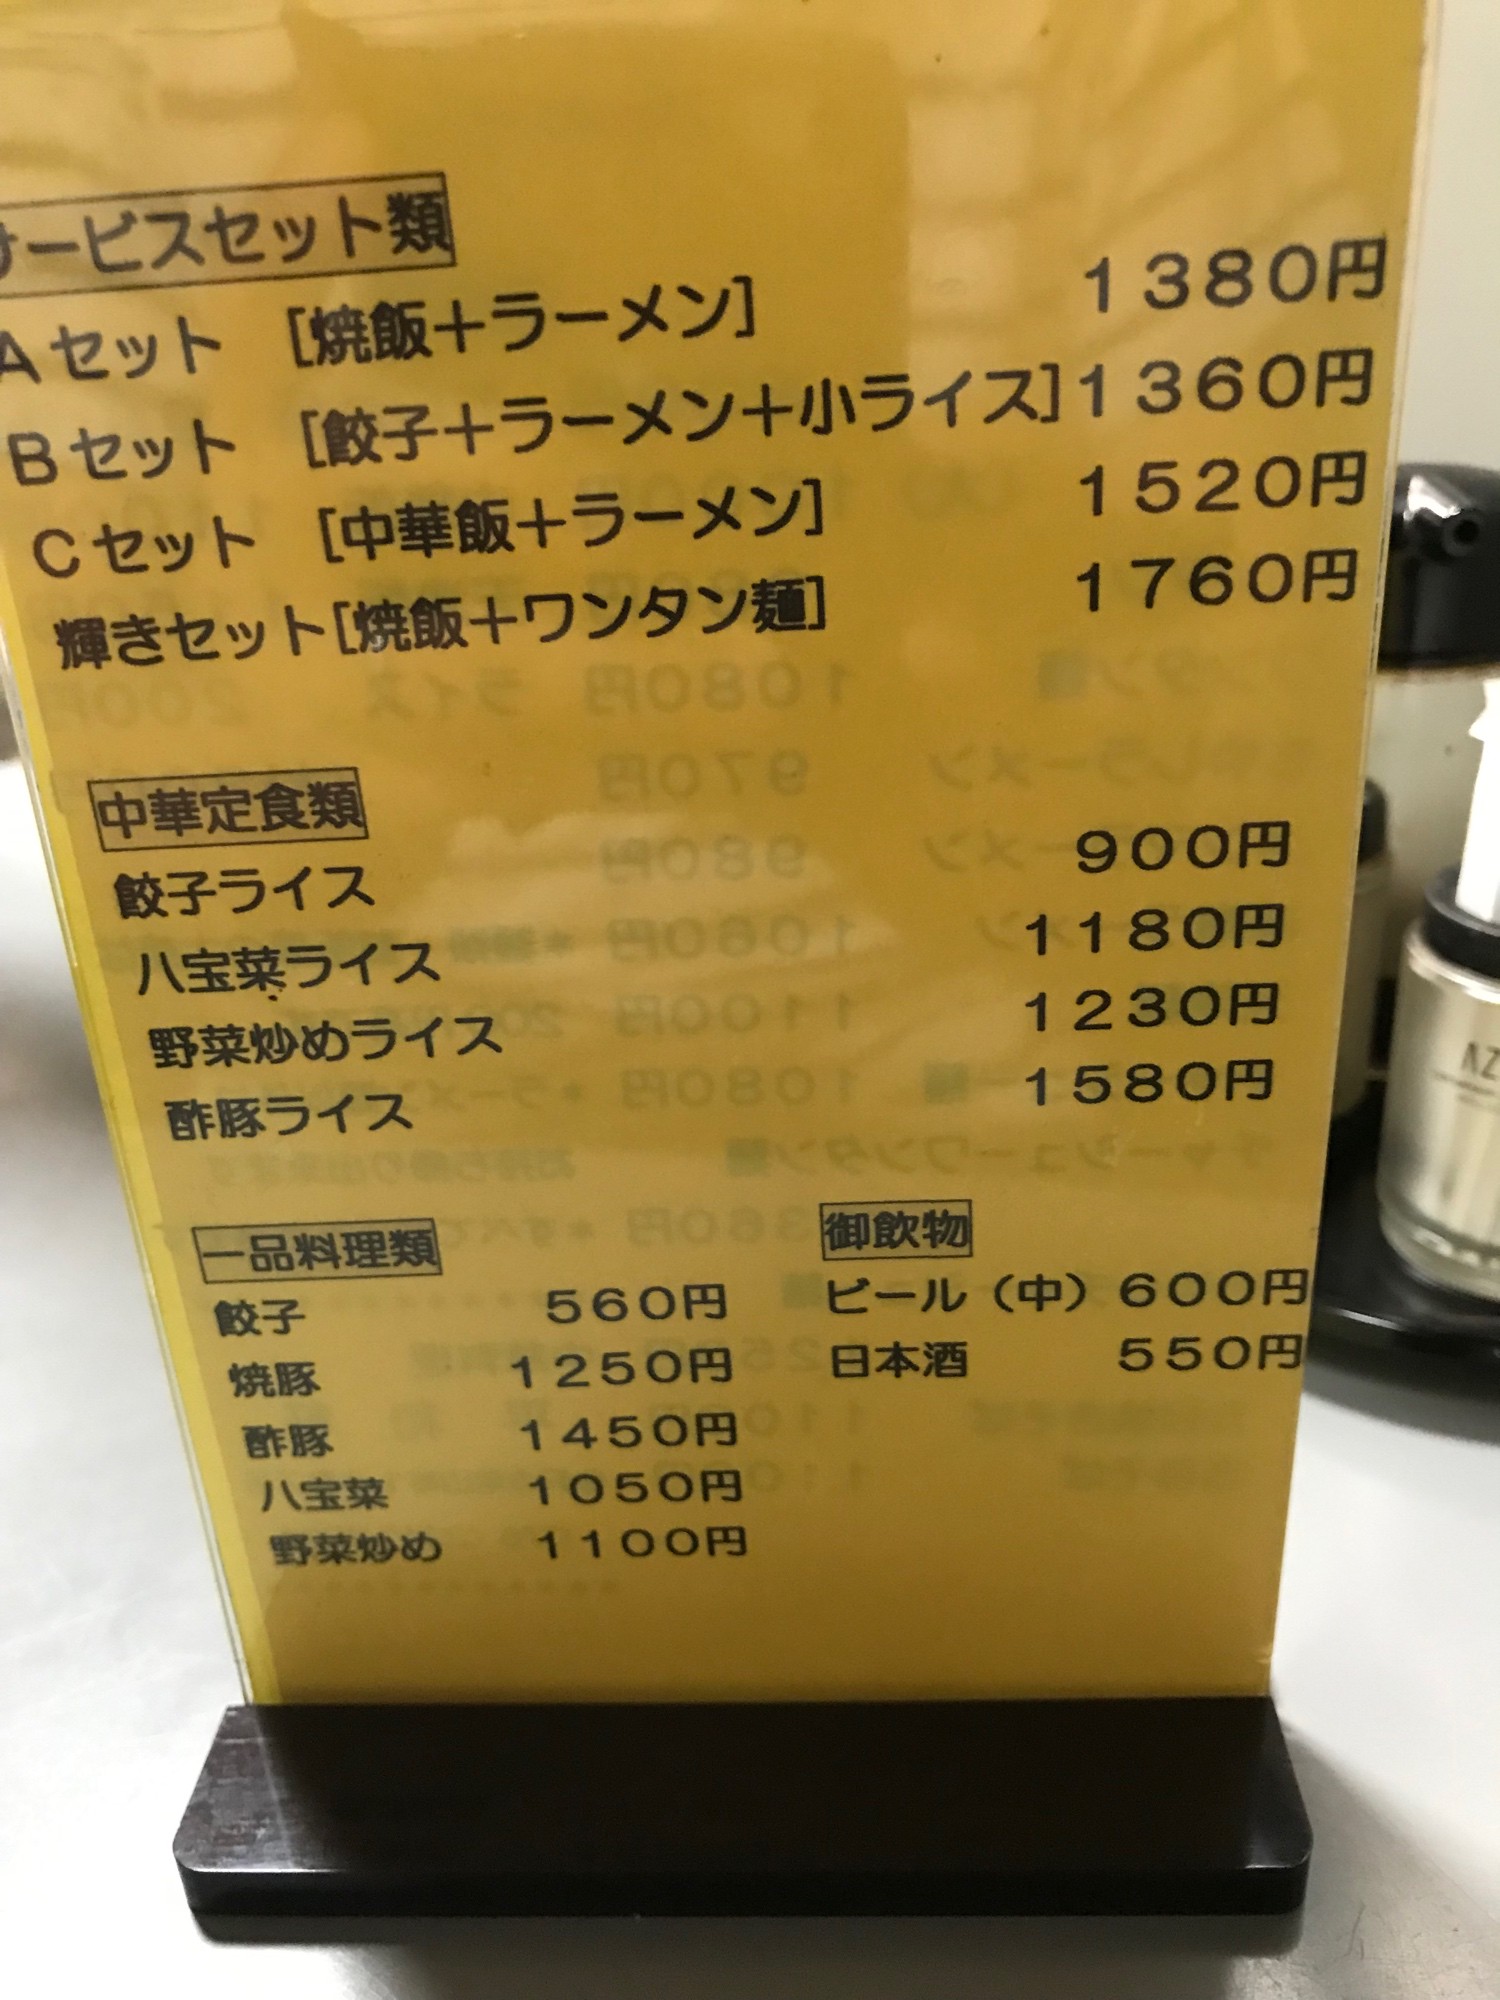 サービスセット類
Aセット [焼飯+ラーメン] 1380円
Bセット [餃子+ラーメン+小ライス] 1360円
Cセット [中華飯+ラーメン] 1520円
輝きセット[焼飯+ワンタン麺] 1760円
中華定食類
餃子ライス 900円
八宝菜ライス 1180円
野菜炒めライス 1230円
酢豚ライス 1580円
一品料理類
餃子 560円
焼豚 1250円
酢豚 1450円
八宝菜 1050円
野菜炒め 1100円
御飲物
ビール(中) 600円
日本酒 550円